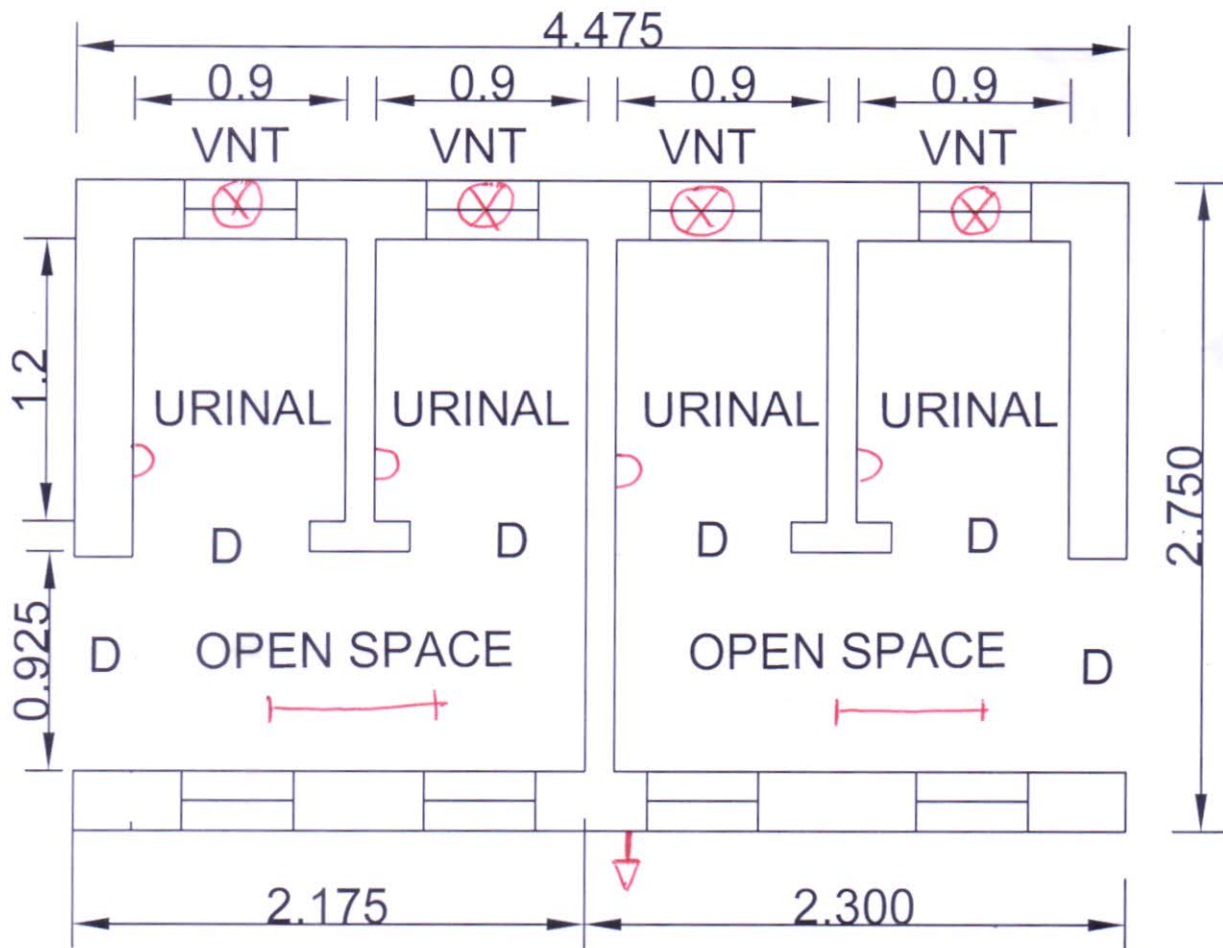 4.475
0.9 0.9 0.9 0.9
VNT VNT VNT VNT
1.2
URINAL URINAL URINAL URINAL
2.750
D D D D
0.925
D OPEN SPACE OPEN SPACE D
2.175 2.300